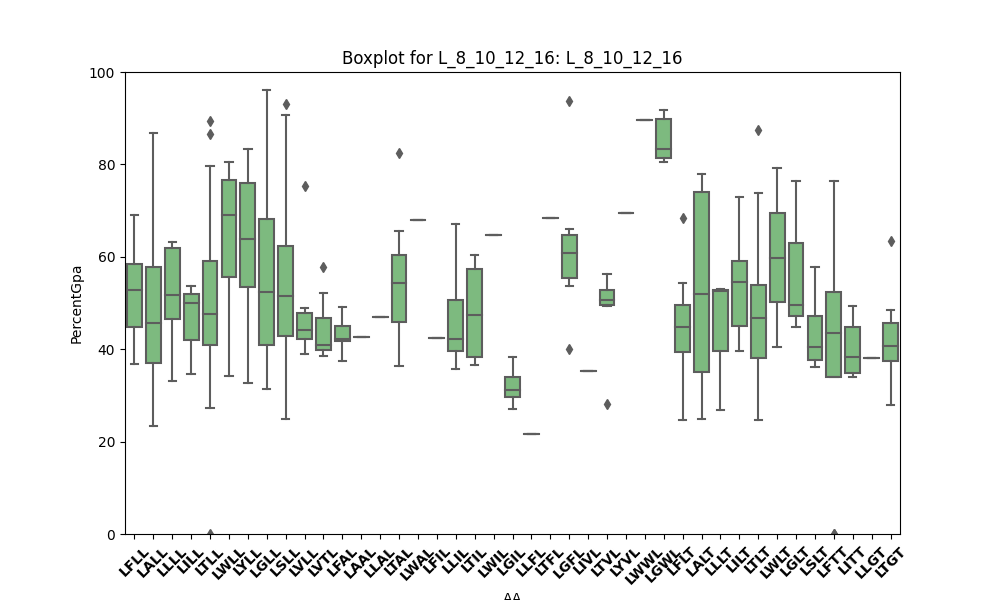 Boxplot for L_8_10_12_16: L_8_10_12_16
PercentGpa
100
80
60
40
20
0
LFLL LALL LLLL LILL LTLL LWLL LYLL LGLL LSLL LVLL LVTL LFAL LAAL LLAL LTAL LWAL LFIL LLIL LTIL LWIL LGIL LLFL LTFL LGFL LIVL LTVL LYVL LWWL LGWL LFLT LALT LLLT LILT LTLT LWLT LGLT LSLT LFTT LITT LLGT LTGT
AA